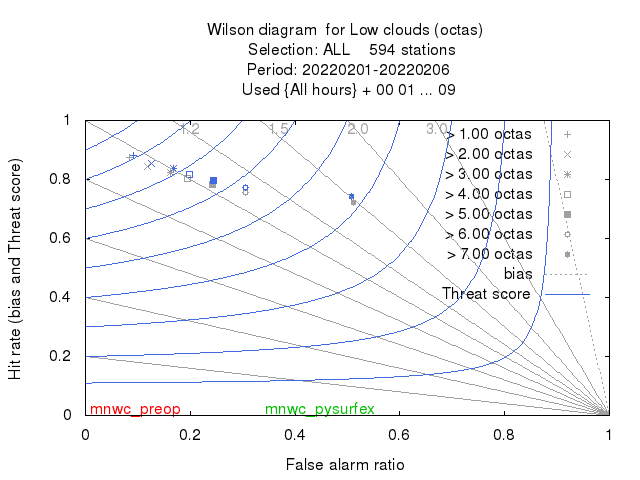 Wilson diagram for Low clouds (octas)
Selection: ALL 594 stations
Period: 20220201-20220206
Used {All hours} + 00 01 ... 09
Hit rate (bias and Threat score)
1
0.8
0.6
0.4
0.2
0
1.2 1.5 2.0 3.0
> 1.00 octas
> 2.00 octas
> 3.00 octas
> 4.00 octas
> 5.00 octas
> 6.00 octas
> 7.00 octas
bias
Threat score
mnwc_preop mnwc_pysurfex
0 0.2 0.4 0.6 0.8 1
False alarm ratio